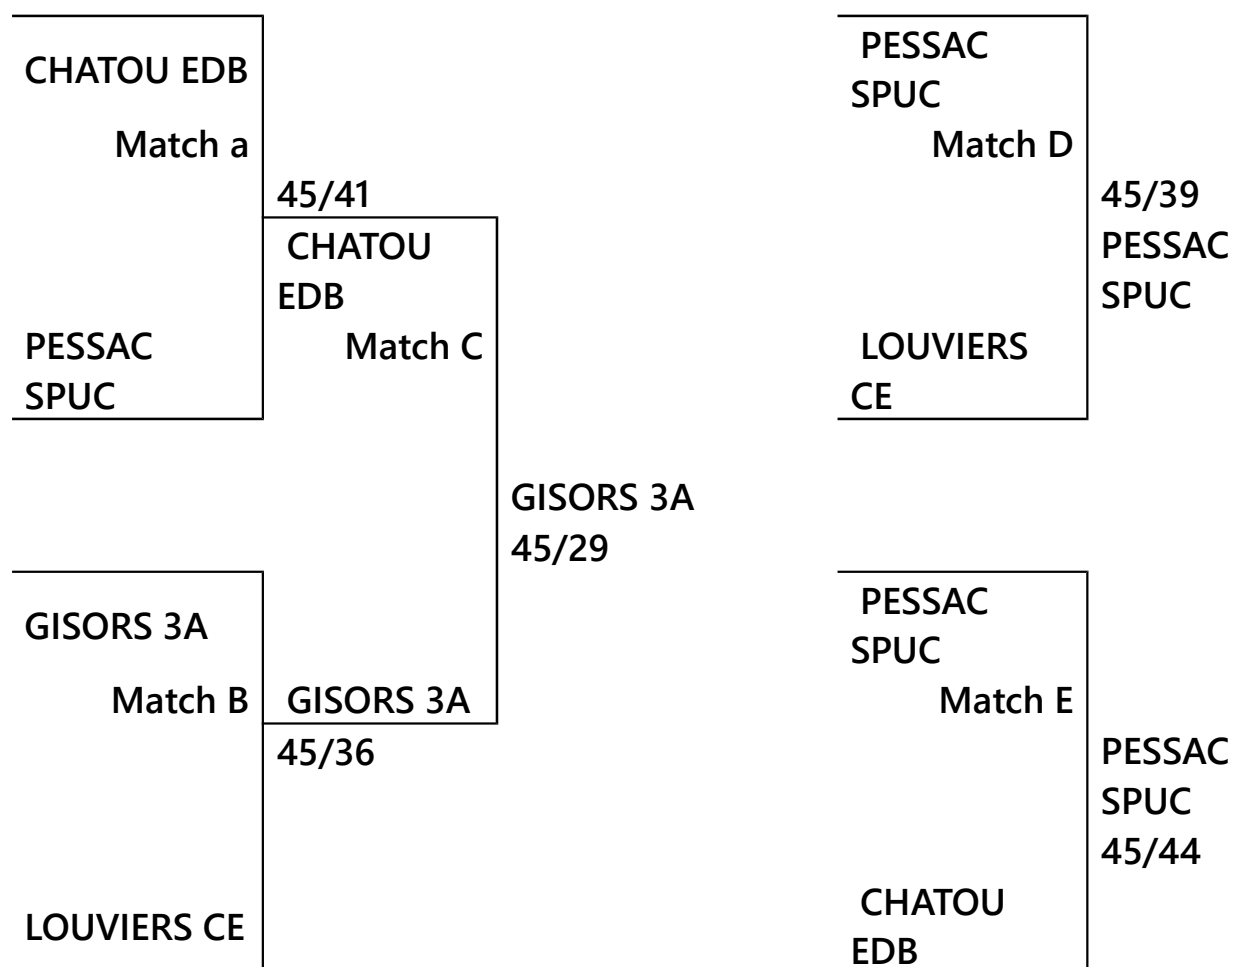 CHATOU EDB
Match a
45/41
CHATOU
EDB
PESSAC
SPUC
Match C
GISORS 3A
45/29
GISORS 3A
Match B
GISORS 3A
45/36
LOUVIERS CE
PESSAC
SPUC
Match D
45/39
PESSAC
SPUC
LOUVIERS
CE
PESSAC
SPUC
Match E
PESSAC
SPUC
45/44
CHATOU
EDB